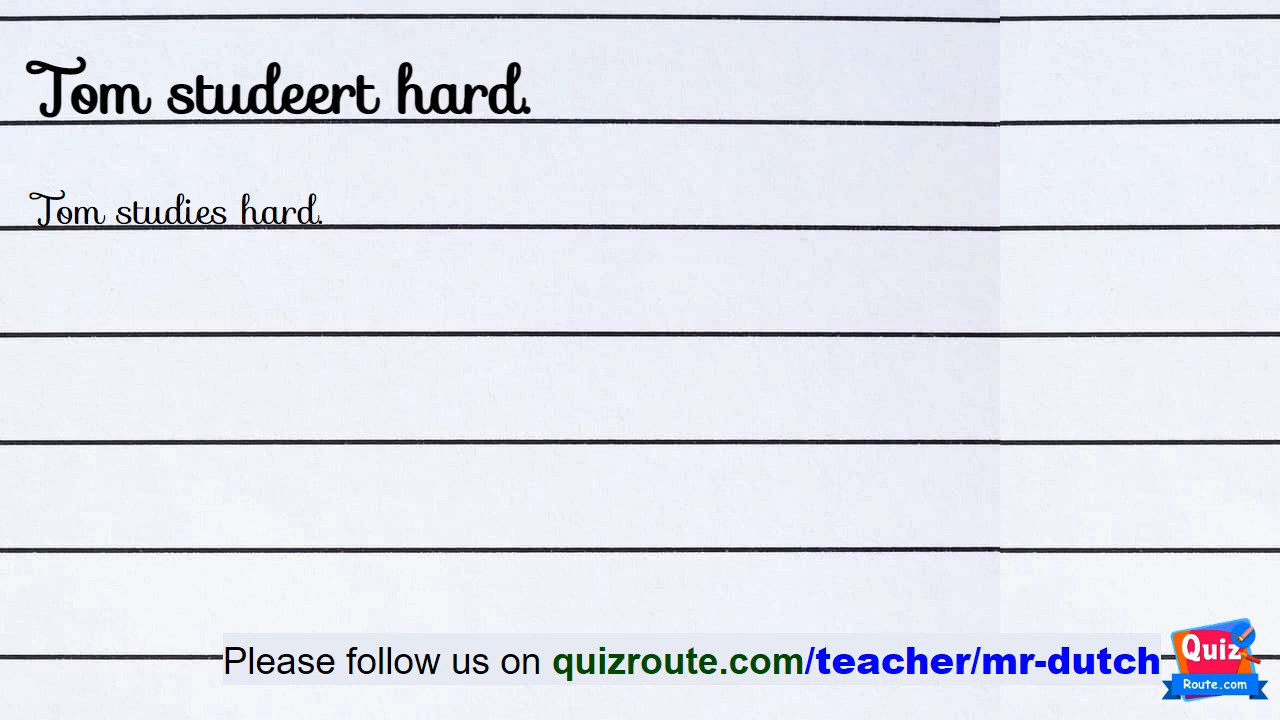 Tom studeert hard.
Tom studies hard.
Please follow us on quizroute.com/teacher/mr-dutch
Quiz
Route.com